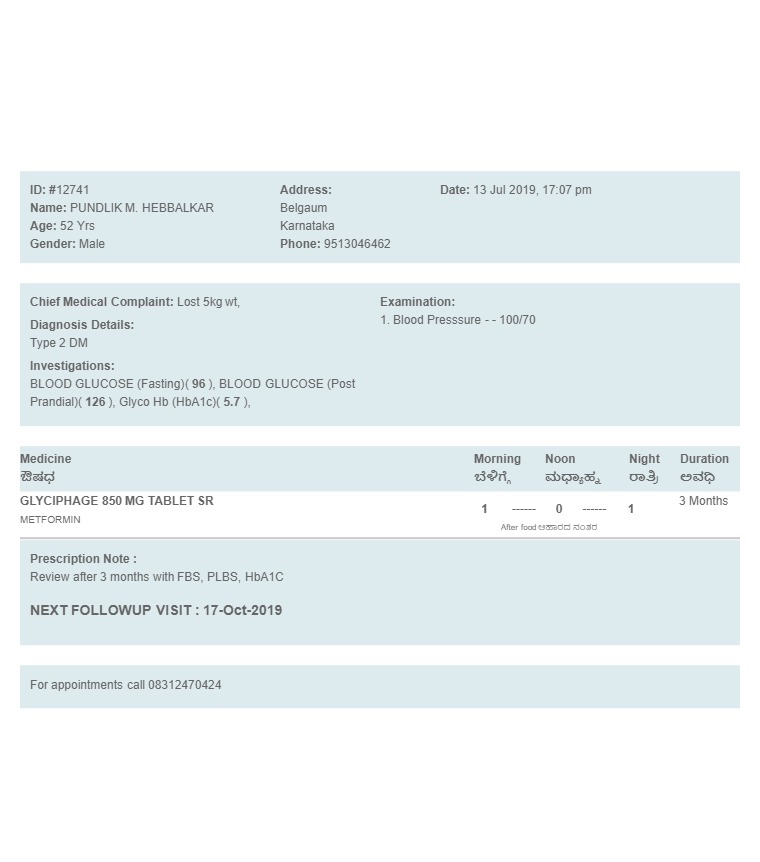 ID: #12741
Name: PUNDLIK M. HEBBALKAR
Age: 52 Yrs
Gender: Male
Address:
Belgaum
Karnataka
Phone: 9513046462
Date: 13 Jul 2019, 17:07 pm
Chief Medical Complaint: Lost 5kg wt,
Diagnosis Details:
Type 2 DM
Investigations:
BLOOD GLUCOSE (Fasting)( 96 ), BLOOD GLUCOSE (Post
Prandial)( 126 ), Glyco Hb (HbA1c)( 5.7 ),
Examination:
1. Blood Presssure - - 100/70
Medicine Morning Noon Night Duration
ಔಷಧ ಬೆಳಿಗ್ಗೆ ಮಧ್ಯಾಹ್ನ ರಾತ್ರಿ ಅವಧಿ
GLYCIPHAGE 850 MG TABLET SR 3 Months
1 ------ 0 ------ 1
METFORMIN
After food ಆಹಾರದ ನಂತರ
Prescription Note :
Review after 3 months with FBS, PLBS, HbA1C
NEXT FOLLOWUP VISIT : 17-Oct-2019
For appointments call 08312470424